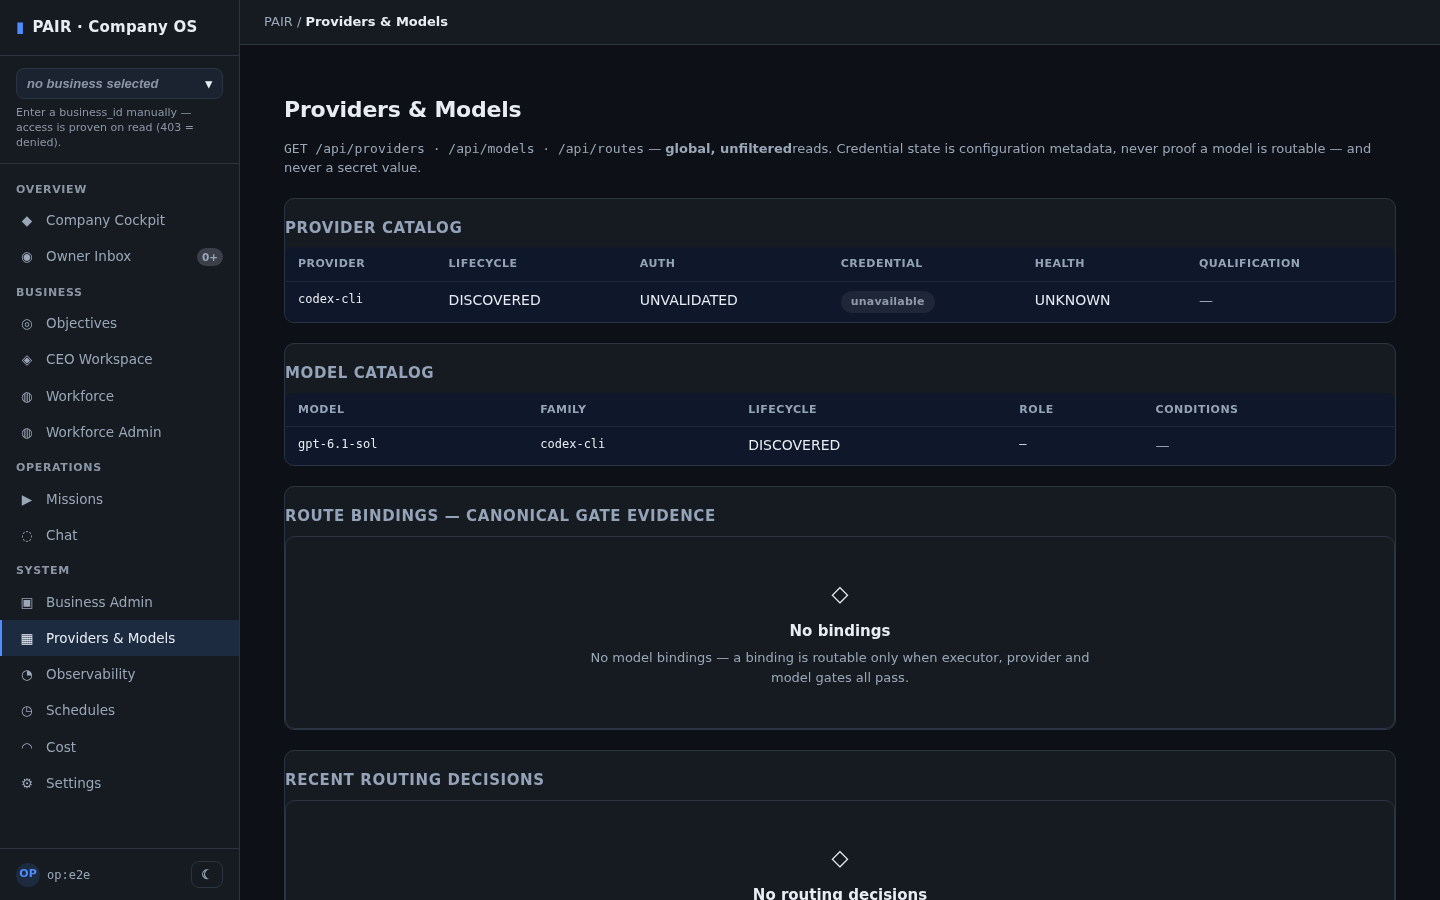 PAIR · Company OS
no business selected ▼
Enter a business_id manually —
access is proven on read (403 =
denied).
OVERVIEW
Company Cockpit
Owner Inbox 0+
BUSINESS
Objectives
CEO Workspace
Workforce
Workforce Admin
OPERATIONS
Missions
Chat
SYSTEM
Business Admin
Providers & Models
Observability
Schedules
Cost
Settings
OP op:e2e
PAIR / Providers & Models
Providers & Models
GET /api/providers · /api/models · /api/routes — global, unfilteredreads. Credential state is configuration metadata, never proof a model is routable — and
never a secret value.
PROVIDER CATALOG
PROVIDER LIFECYCLE AUTH CREDENTIAL HEALTH QUALIFICATION
codex-cli DISCOVERED UNVALIDATED unavailable UNKNOWN —
MODEL CATALOG
MODEL FAMILY LIFECYCLE ROLE CONDITIONS
gpt-6.1-sol codex-cli DISCOVERED — —
ROUTE BINDINGS — CANONICAL GATE EVIDENCE
No bindings
No model bindings — a binding is routable only when executor, provider and
model gates all pass.
RECENT ROUTING DECISIONS
No routing decisions